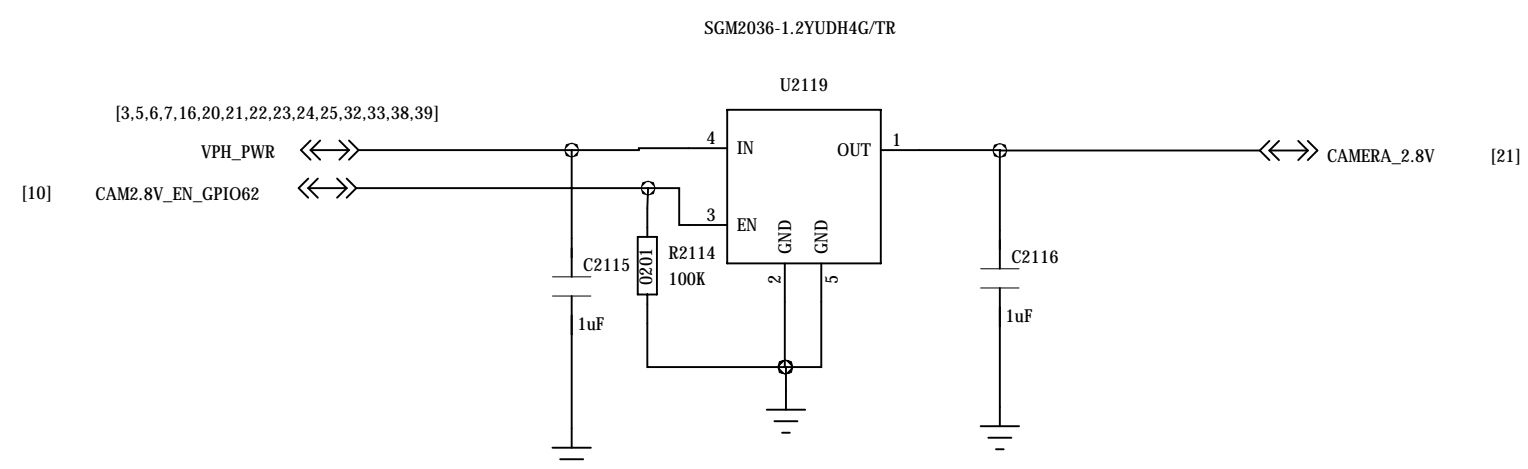 SGM2036-1.2YUDH4G/TR
U2119
[3,5,6,7,16,20,21,22,23,24,25,32,33,38,39]
VPH_PWR
4
IN
OUT
1
CAMERA_2.8V
[21]
[10]
CAM2.8V_EN_GPIO62
3
EN
GND
GND
C2115
0201
R2114
100K
2
5
C2116
1uF
1uF